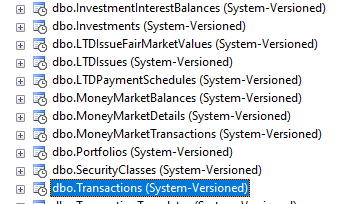 dbo.InvestmentInterestBalances (System-Versioned)
dbo.Investments (System-Versioned)
dbo.LTDIssueFairMarketValues (System-Versioned)
dbo.LTDIssues (System-Versioned)
dbo.LTDPaymentSchedules (System-Versioned)
dbo.MoneyMarketBalances (System-Versioned)
dbo.MoneyMarketDetails (System-Versioned)
dbo.MoneyMarketTransactions (System-Versioned)
dbo.Portfolios (System-Versioned)
dbo.SecurityClasses (System-Versioned)
dbo.Transactions (System-Versioned)